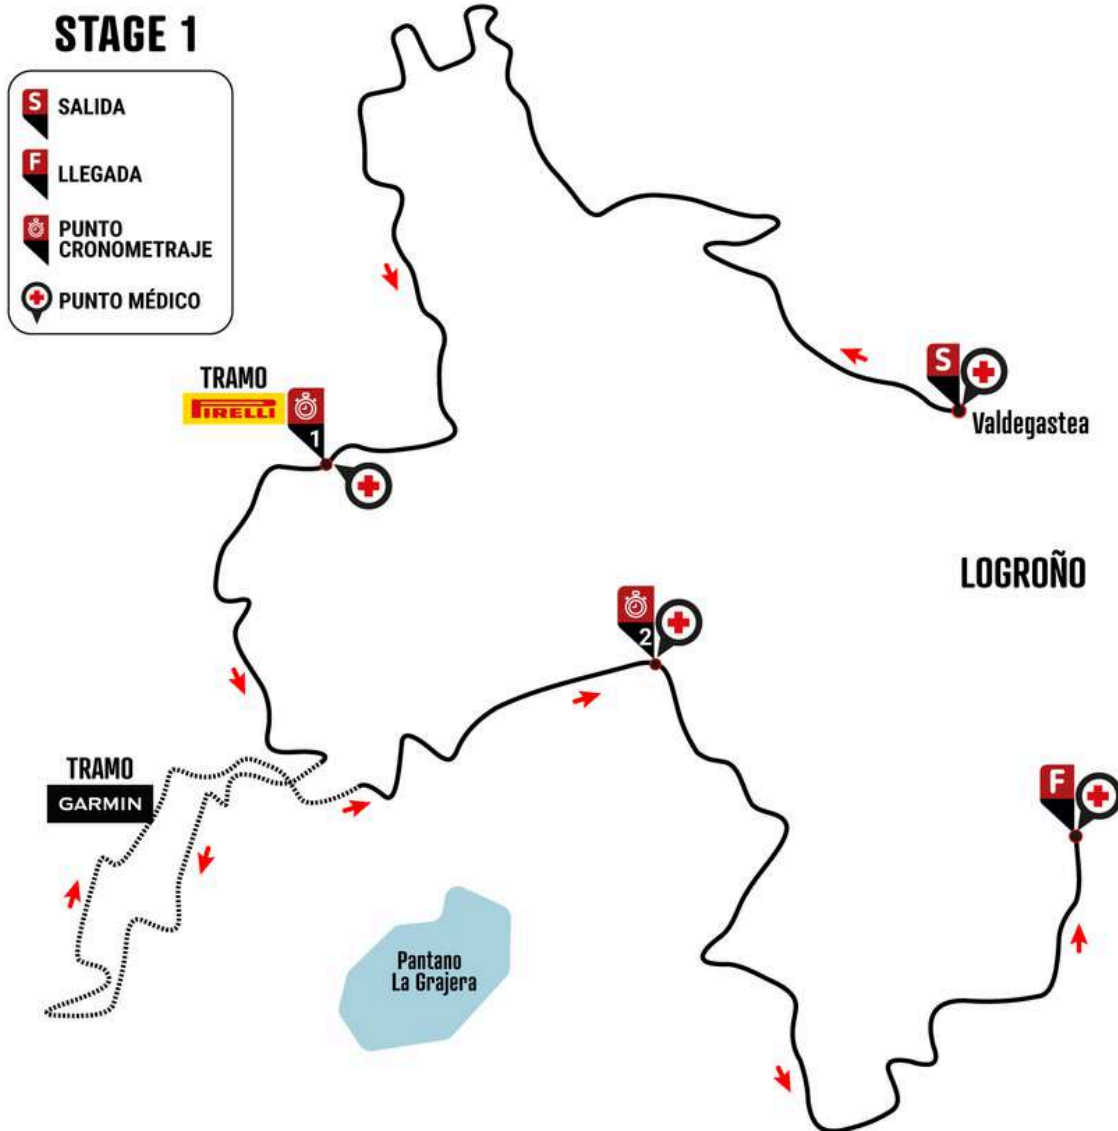 STAGE 1
S SALIDA
F LLEGADA
PUNTO
CRONOMETRAJE
PUNTO MÉDICO
S
Valdegastea
TRAMO
PIRELLI
1
LOGROÑO
2
TRAMO
GARMIN
F
Pantano
La Grajera